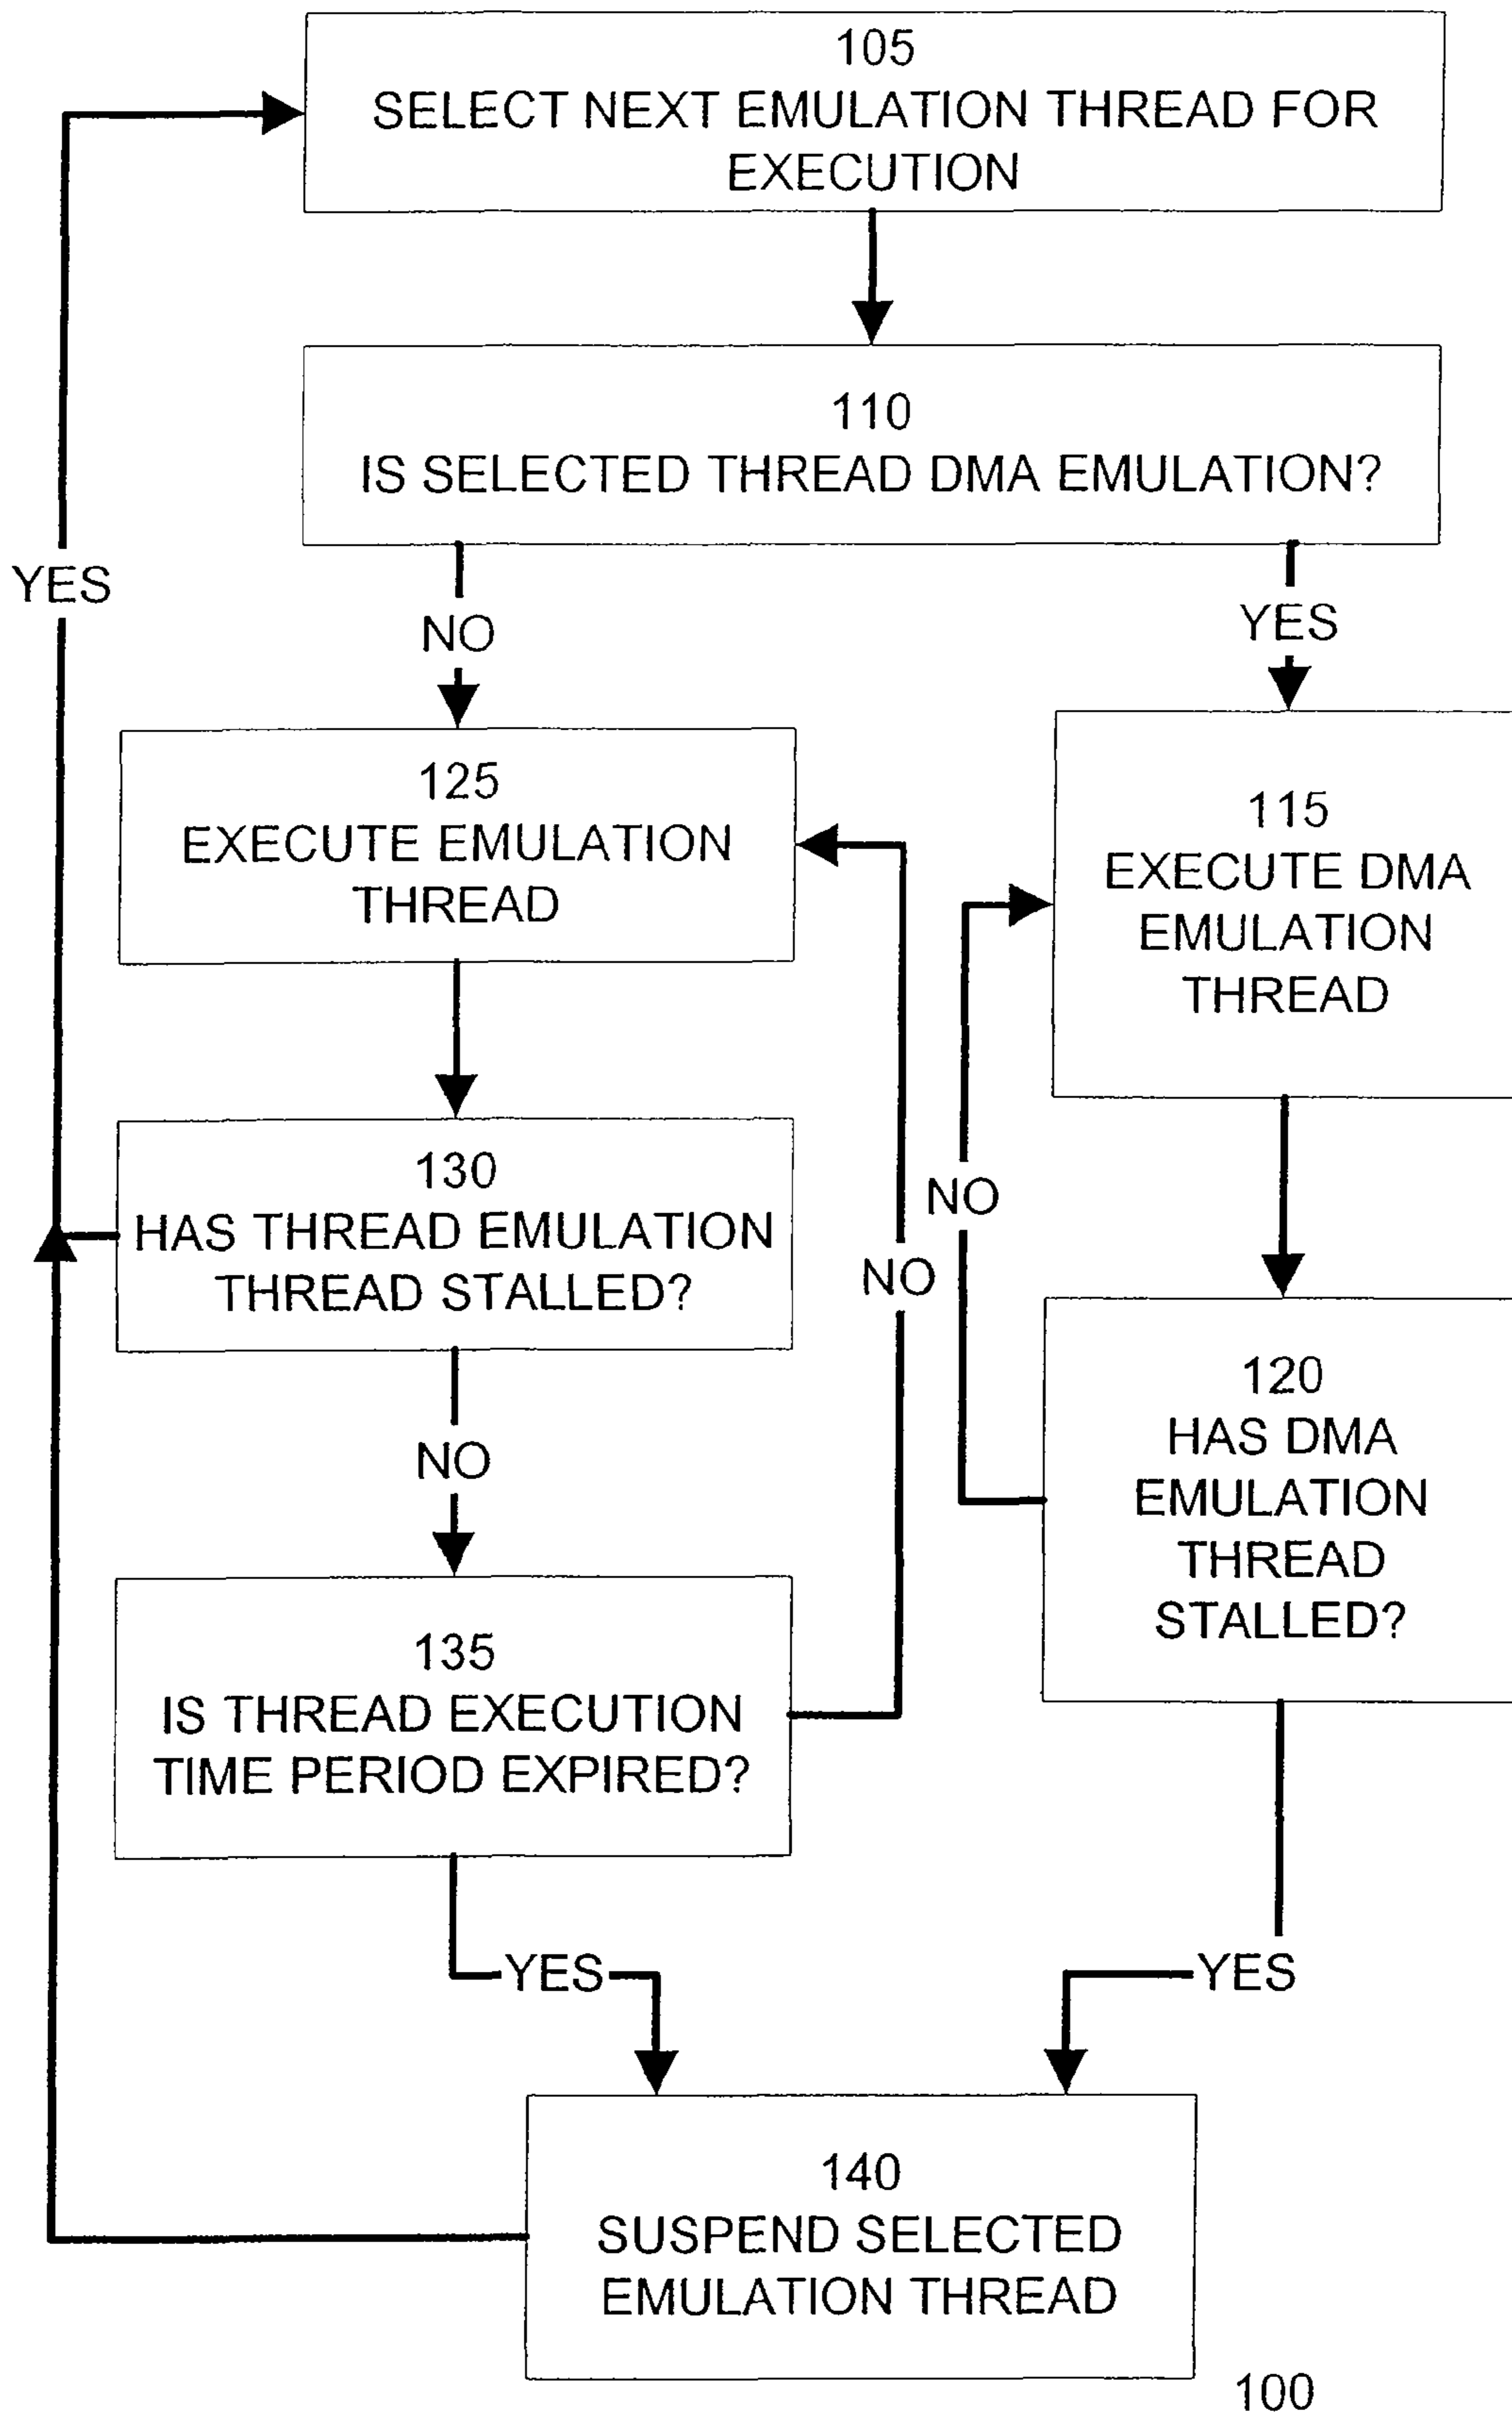 105
SELECT NEXT EMULATION THREAD FOR
EXECUTION
110
IS SELECTED THREAD DMA EMULATION?
YES
NO
YES
125
EXECUTE EMULATION
THREAD
115
EXECUTE DMA
EMULATION
THREAD
130
HAS THREAD EMULATION
THREAD STALLED?
NO
NO
120
HAS DMA
EMULATION
THREAD
STALLED?
NO
135
IS THREAD EXECUTION
TIME PERIOD EXPIRED?
YES
YES
140
SUSPEND SELECTED
EMULATION THREAD
100